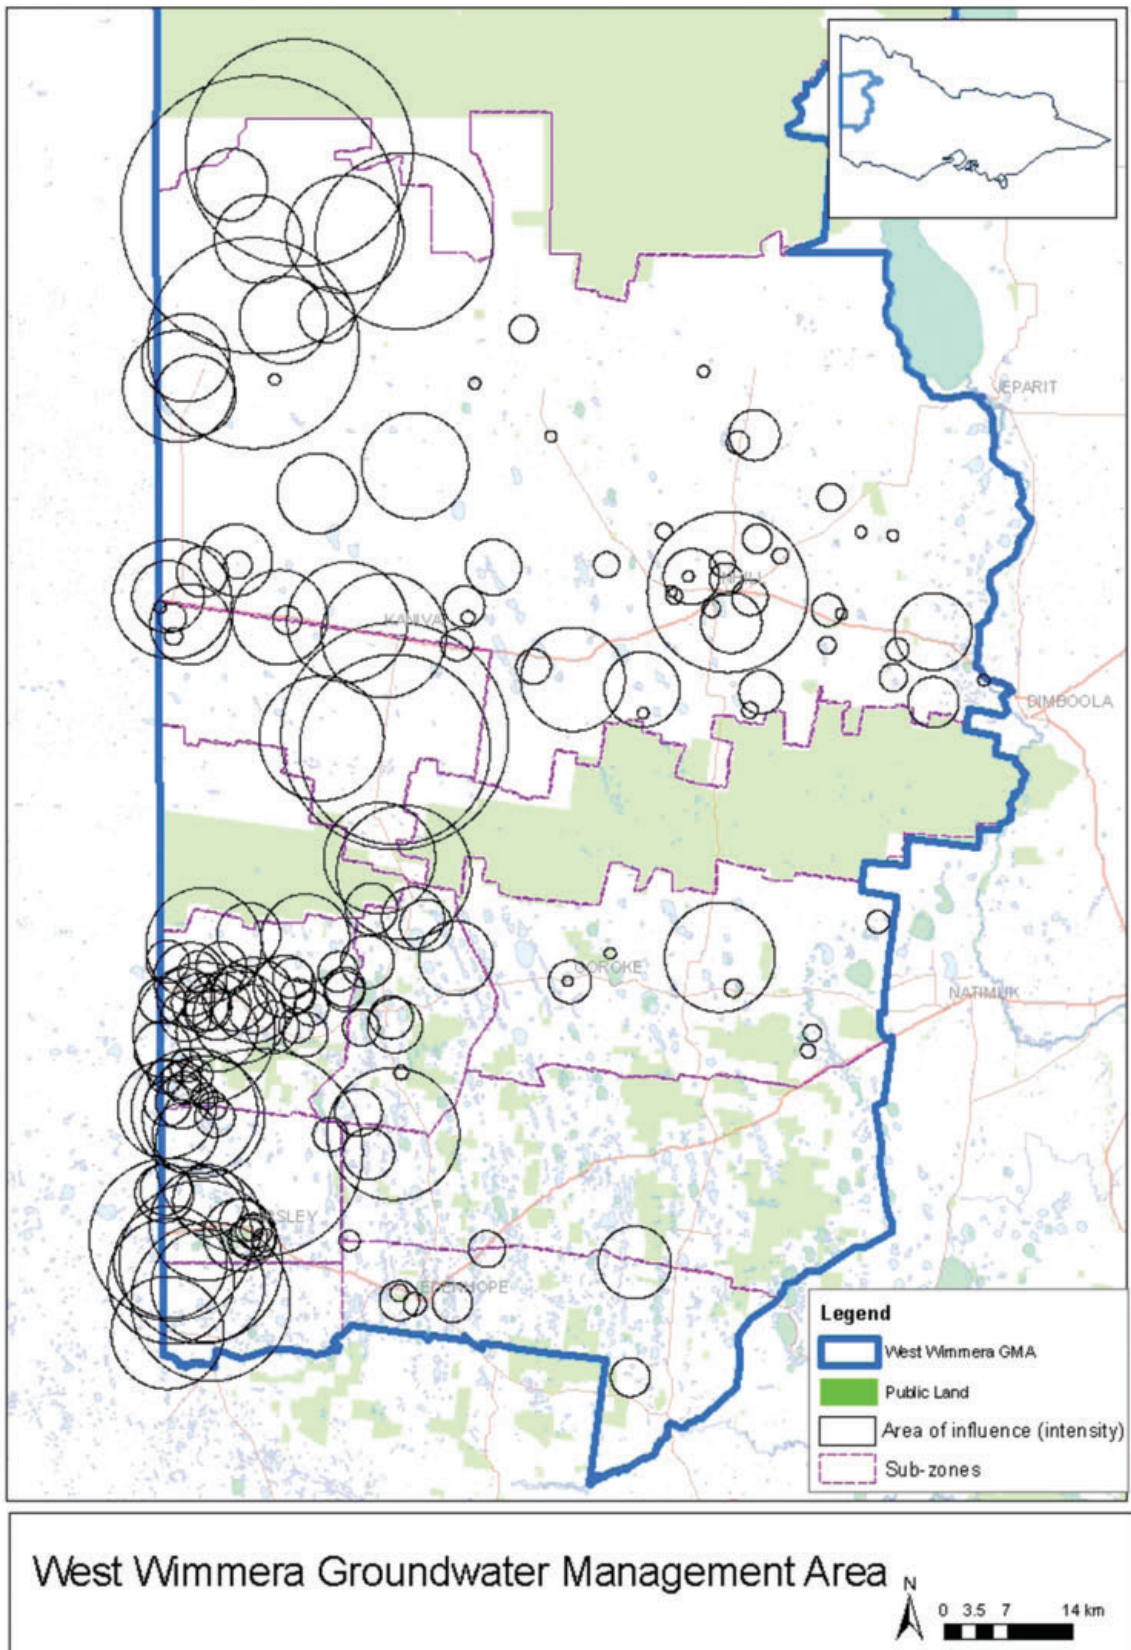 JEPARIT
NHILL
KANIVA
DIMBOOLA
GOROKE
NATIMUK
EDENHOPE
Legend
West Wimmera GMA
Public Land
Area of influence (intensity)
Sub-zones
West Wimmera Groundwater Management Area
N
0 3.5 7 14 km